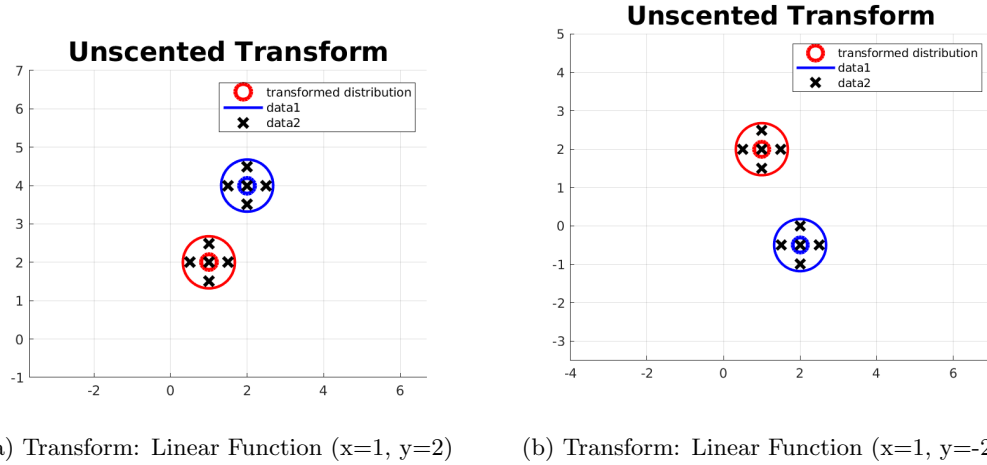 Unscented Transform
transformed distribution
data1
data2
7
6
5
4
3
2
1
0
-1
-2 0 2 4 6
a) Transform: Linear Function (x=1, y=2)
Unscented Transform
transformed distribution
data1
data2
5
4
3
2
1
0
-1
-2
-3
-4 -2 0 2 4 6
(b) Transform: Linear Function (x=1, y=-2